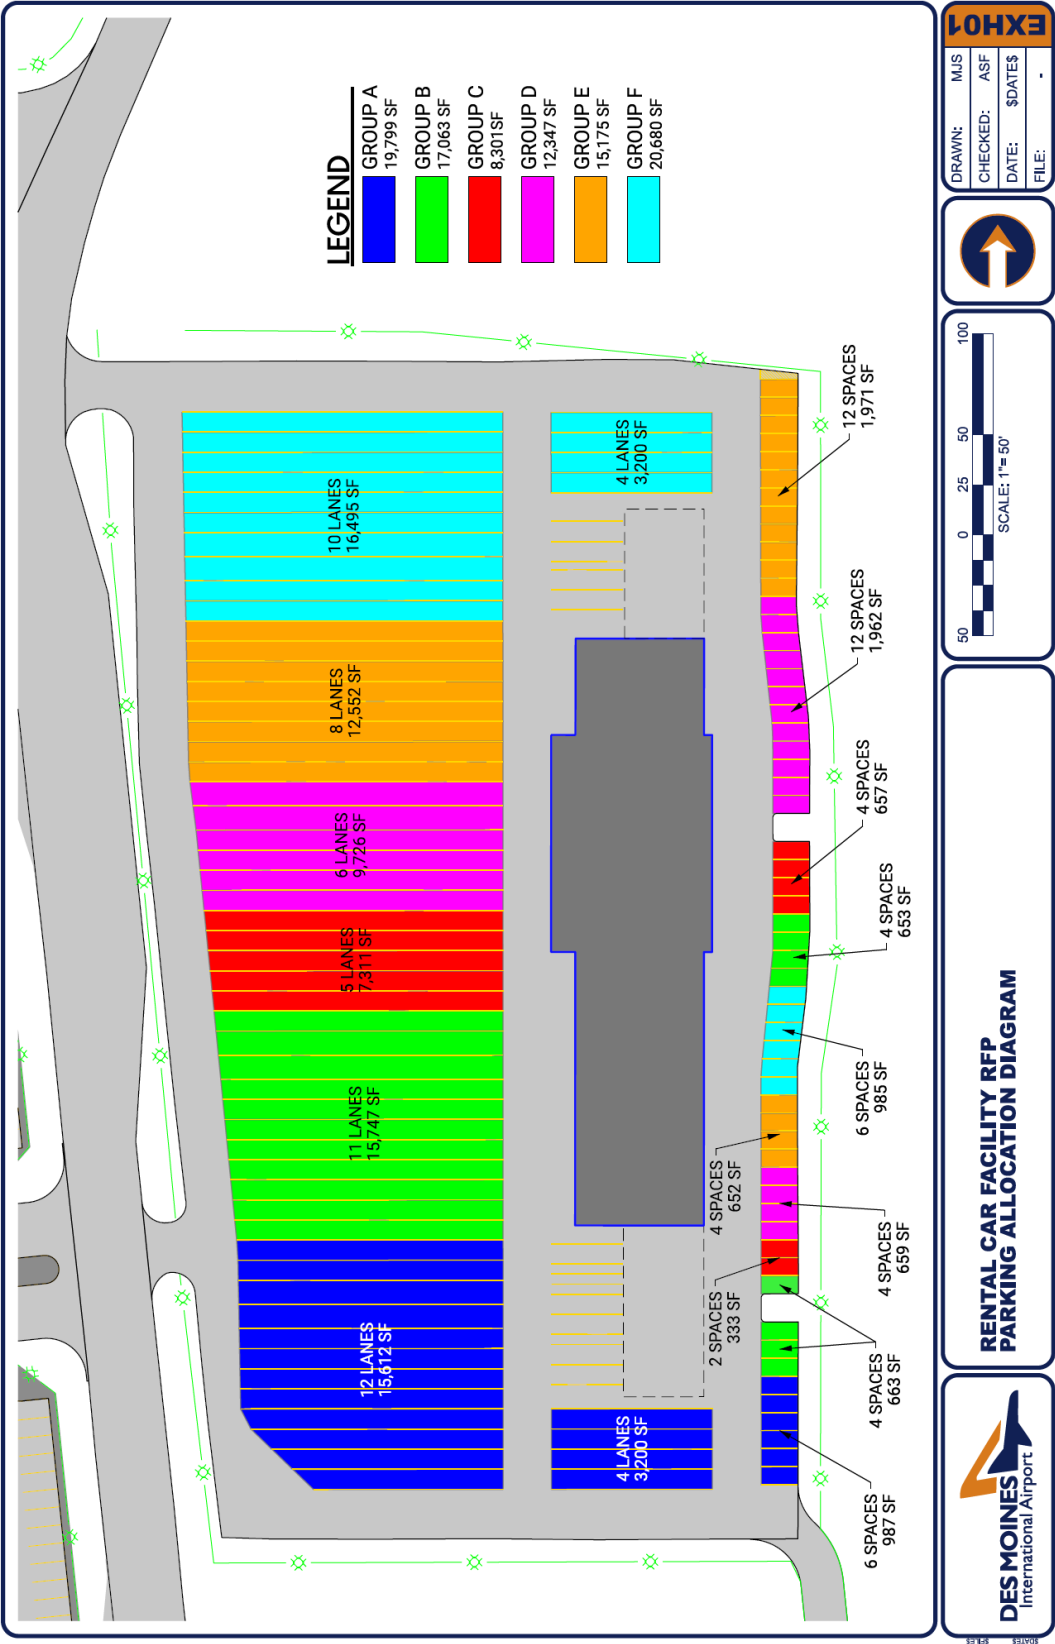 LEGEND
GROUP A
19,799 SF
GROUP B
17,063 SF
GROUP C
8,301SF
GROUP D
12,347 SF
GROUP E
15,175 SF
GROUP F
20,680 SF
12 LANES
15,612 SF
11 LANES
15,747 SF
5 LANES
7,311 SF
6 LANES
9,726 SF
8 LANES
12,552 SF
10 LANES
16,495 SF
4 LANES
3,200 SF
4 LANES
3,200 SF
6 SPACES
987 SF
4 SPACES
663 SF
2 SPACES
333 SF
4 SPACES
659 SF
4 SPACES
652 SF
6 SPACES
985 SF
4 SPACES
653 SF
4 SPACES
657 SF
12 SPACES
1,962 SF
12 SPACES
1,971 SF
DES MOINES
International Airport
RENTAL CAR FACILITY RFP
PARKING ALLOCATION DIAGRAM
50 0 25 50 100
SCALE: 1"= 50'
DRAWN: MJS
CHECKED: ASF
DATE: $DATE$
FILE: -
EXH01
$DATE$
$FILE$